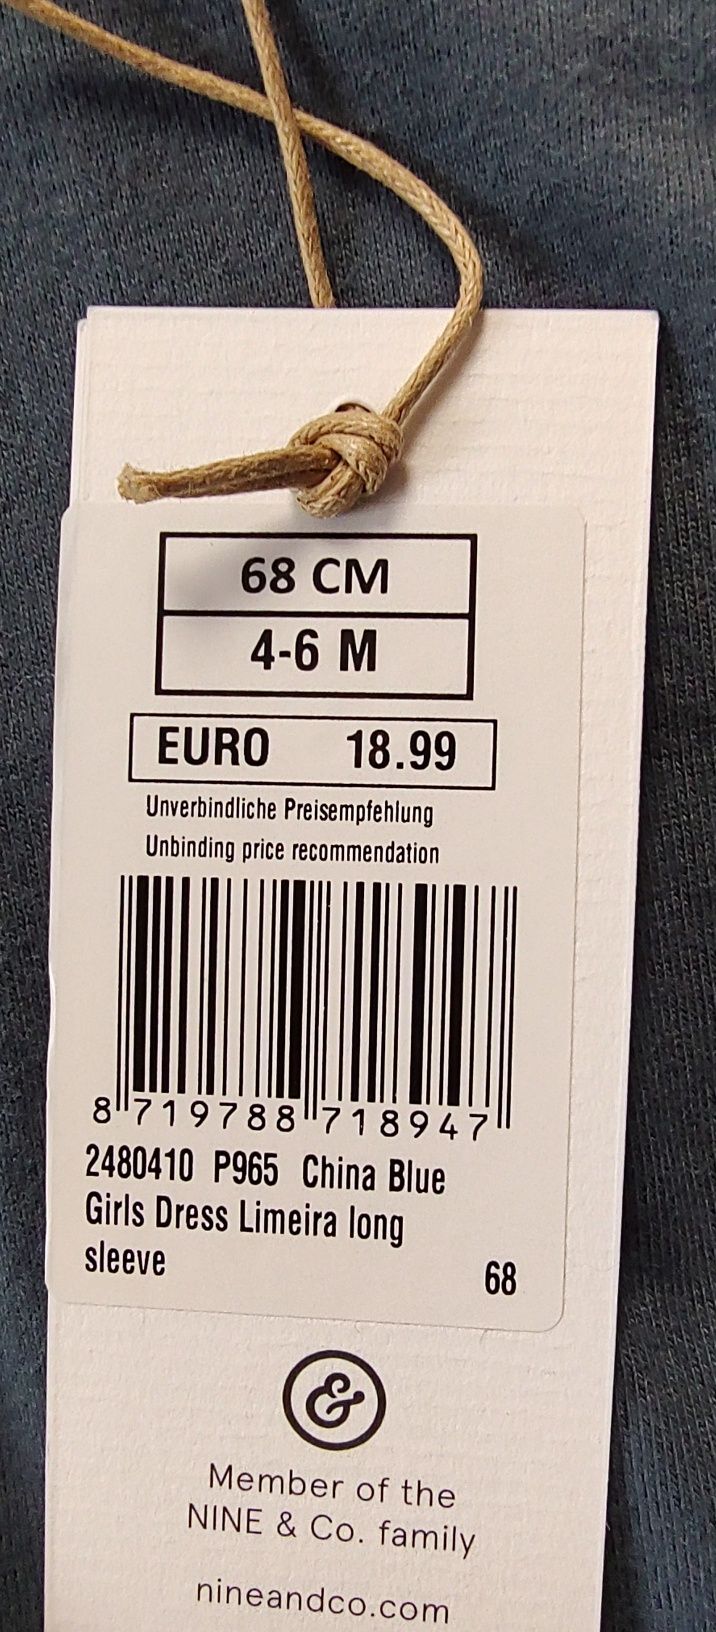 68 CM
4-6 M
EURO 18.99
Unverbindliche Preisempfehlung
Unbinding price recommendation
8 719788 718947
2480410 P965 China Blue
Girls Dress Limeira long
sleeve 68
&
Member of the
NINE & Co. family
nineandco.com